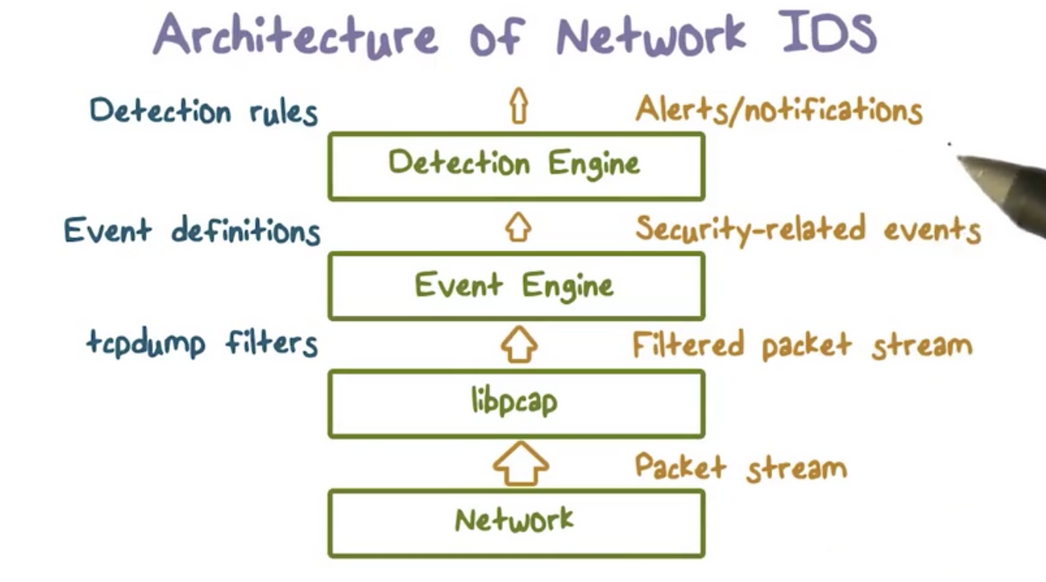 Architecture of Network IDS
Detection rules
Alerts/notifications
Detection Engine
Event definitions
Security-related events
Event Engine
tcpdump filters
Filtered packet stream
libpcap
Packet stream
Network